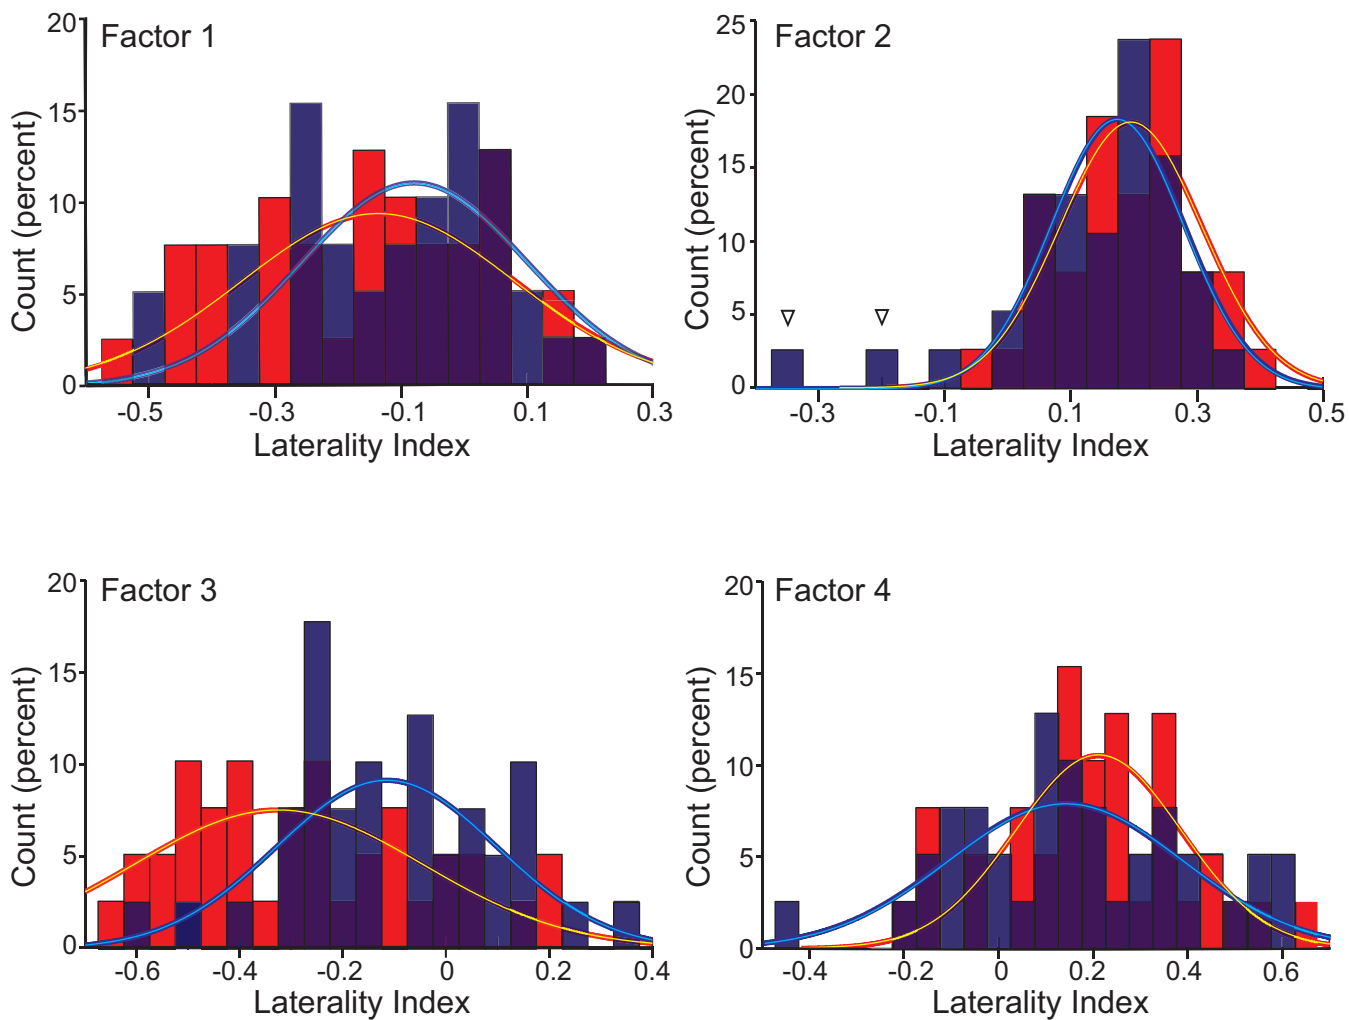 Factor 1
Count (percent)
20
15
10
5
0
-0.5 -0.3 -0.1 0.1 0.3
Laterality Index
Factor 2
Count (percent)
25
20
15
10
5
0
-0.3 -0.1 0.1 0.3 0.5
Laterality Index
Factor 3
Count (percent)
20
15
10
5
0
-0.6 -0.4 -0.2 0 0.2 0.4
Laterality Index
Factor 4
Count (percent)
20
15
10
5
0
-0.4 -0.2 0 0.2 0.4 0.6
Laterality Index